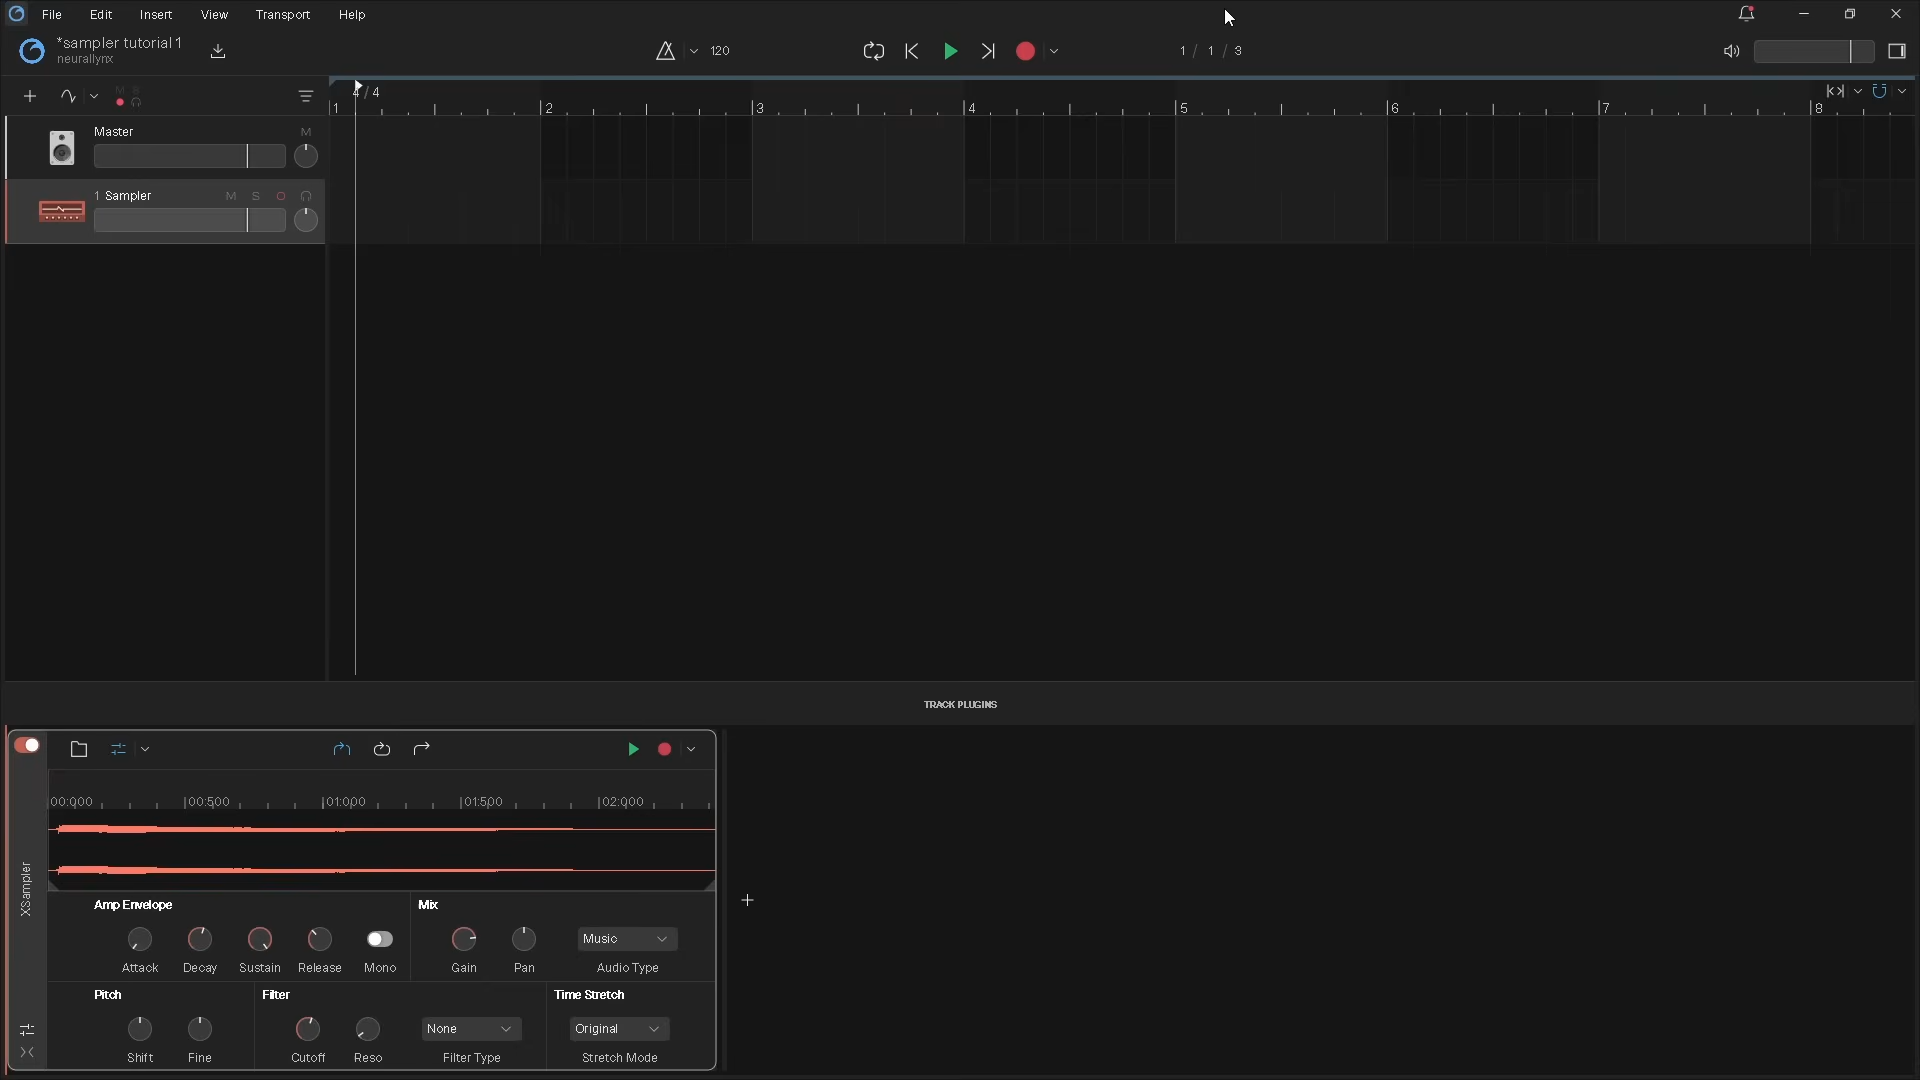 File Edit Insert View Transport Help
*sampler tutorial 1
neurallynx
120
1 / 1 / 3
M S
4 / 4
1 2 3 4 5 6 7 8
Master M
1 Sampler M S
TRACK PLUGINS
00:000 00:500 01:000 01:500 02:000
XSampler
Amp Envelope Mix
Music
Attack Decay Sustain Release Mono Gain Pan Audio Type
Pitch Filter Time Stretch
None Original
Shift Fine Cutoff Reso Filter Type Stretch Mode